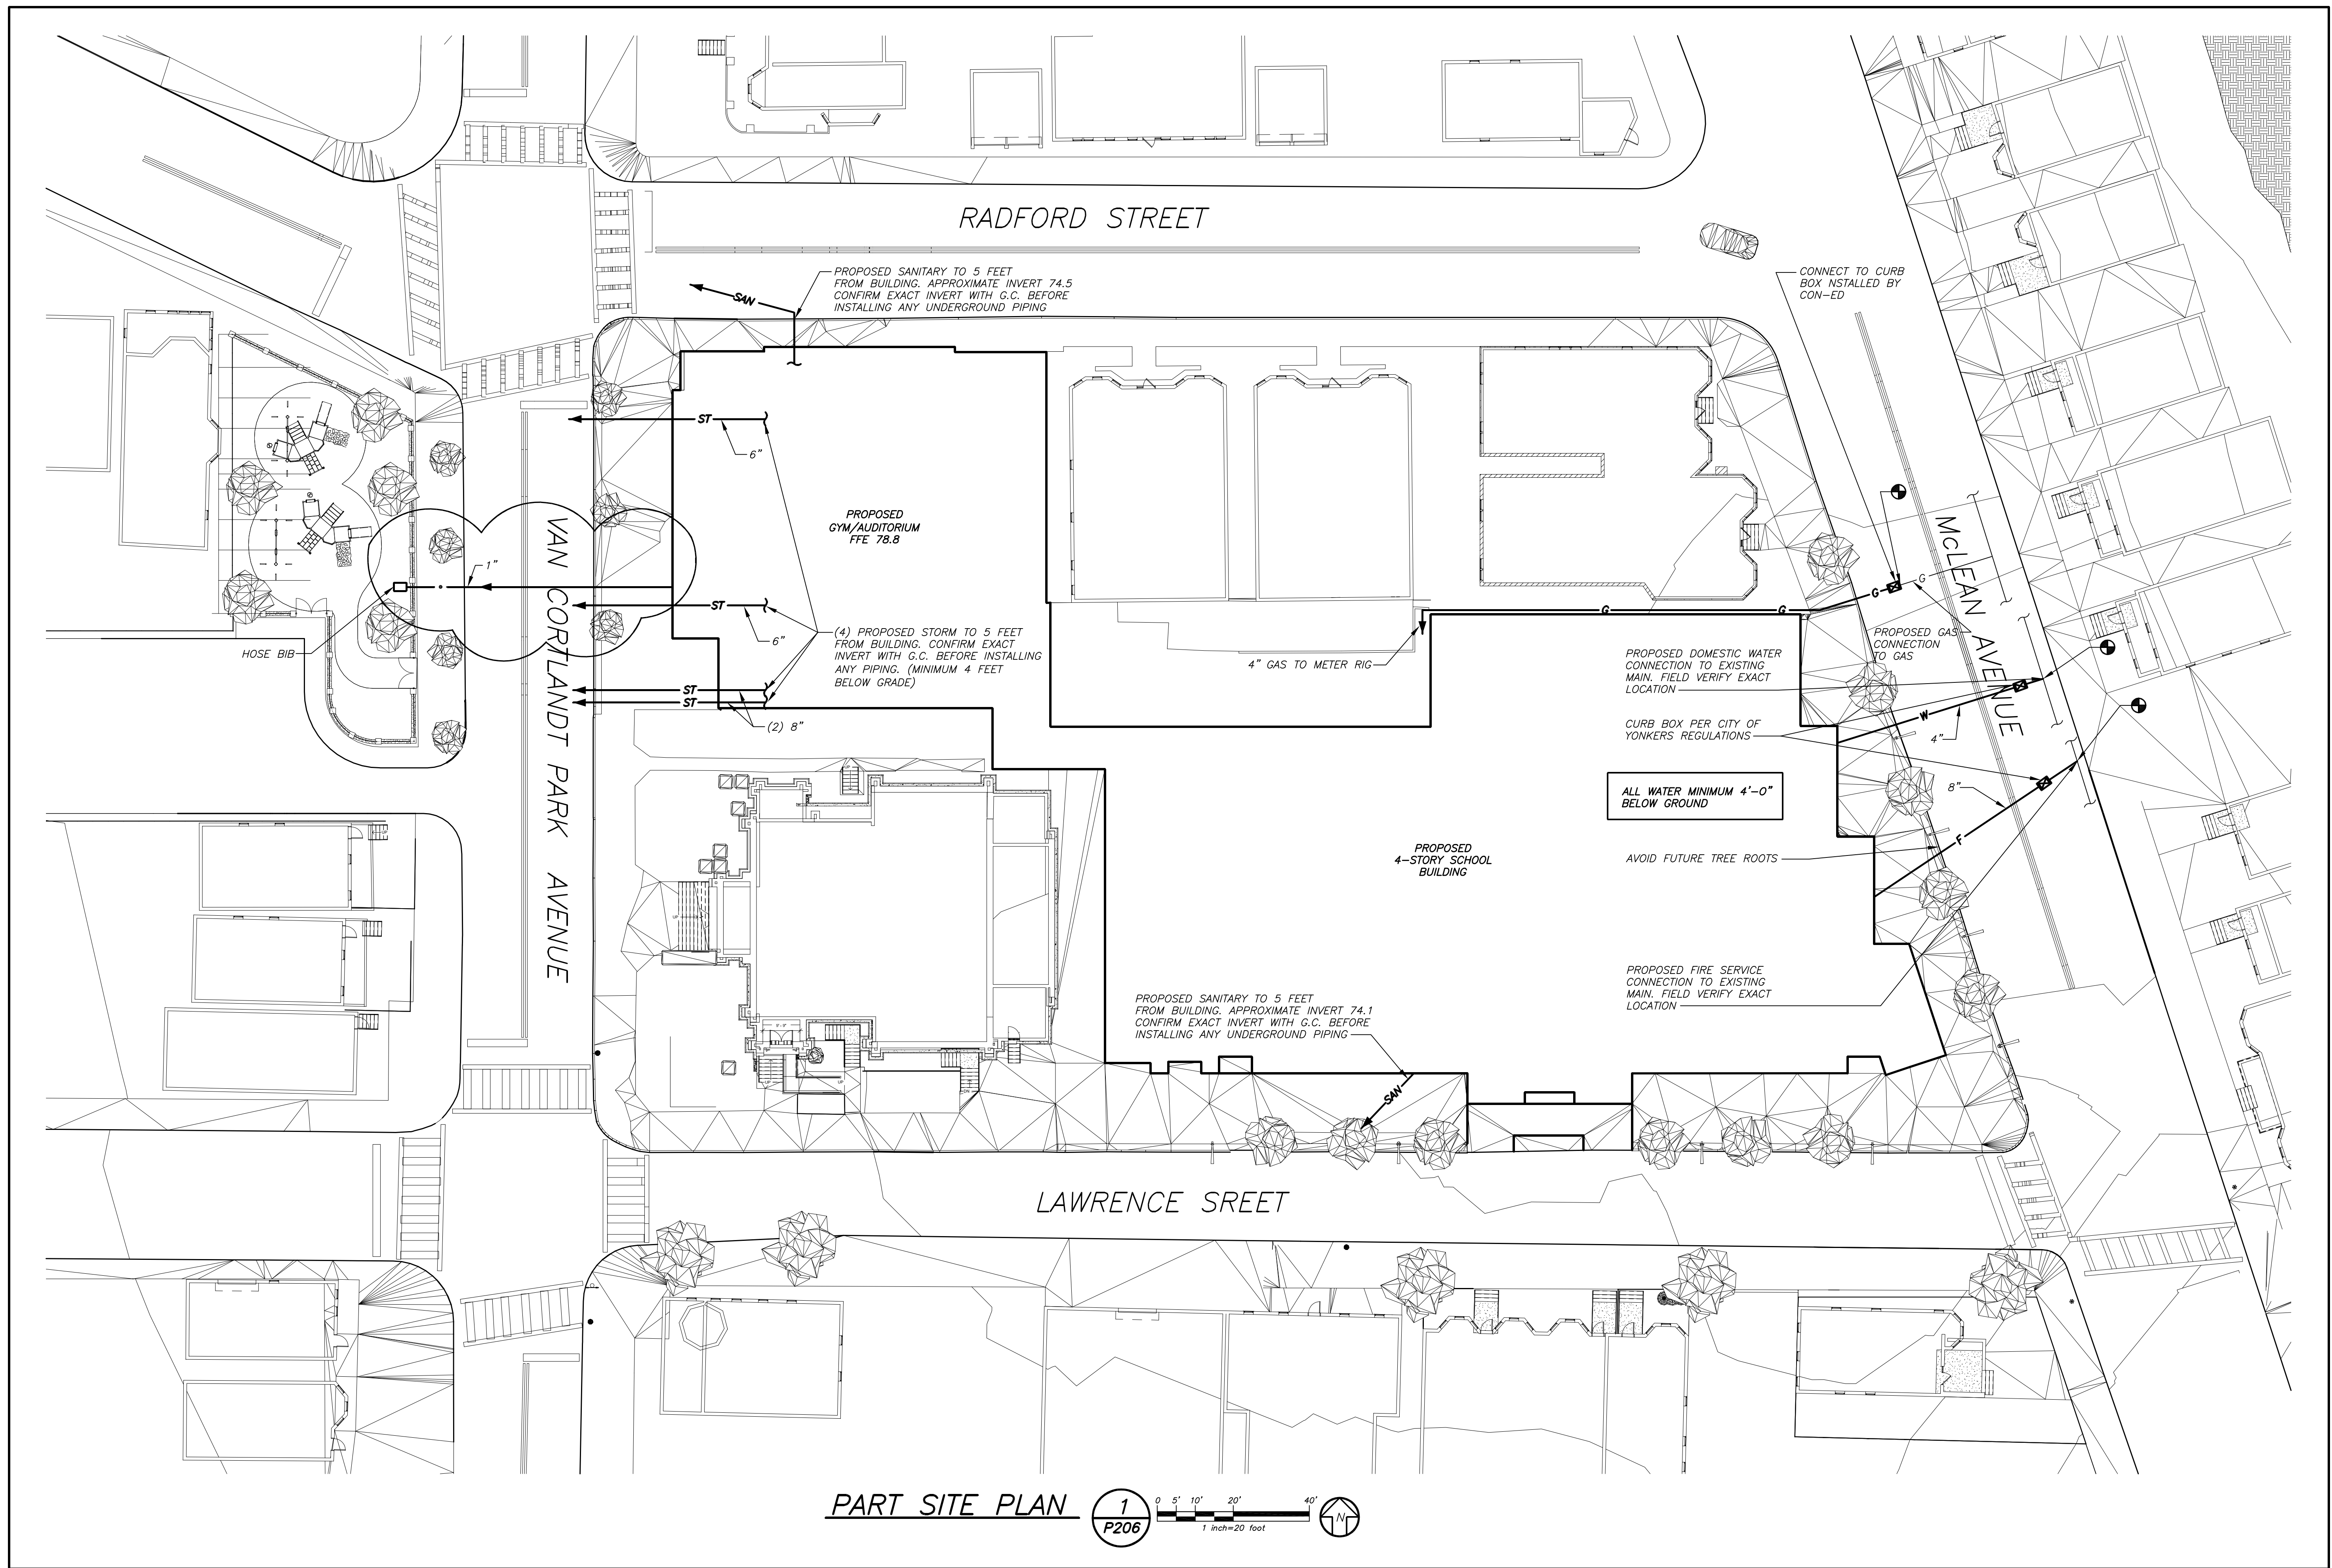 RADFORD STREET
PROPOSED SANITARY TO 5 FEET
FROM BUILDING. APPROXIMATE INVERT 74.5
CONFIRM EXACT INVERT WITH G.C. BEFORE
INSTALLING ANY UNDERGROUND PIPING
SAN
CONNECT TO CURB
BOX NSTALLED BY
CON-ED
ST
6"
PROPOSED
GYM/AUDITORIUM
FFE 78.8
VAN CORTLANDT PARK AVENUE
1"
HOSE BIB
ST
6"
(4) PROPOSED STORM TO 5 FEET
FROM BUILDING. CONFIRM EXACT
INVERT WITH G.C. BEFORE INSTALLING
ANY PIPING. (MINIMUM 4 FEET
BELOW GRADE)
ST
ST
(2) 8"
G
G
G
G
4" GAS TO METER RIG
McLEAN AVENUE
PROPOSED GAS
CONNECTION
TO GAS
PROPOSED DOMESTIC WATER
CONNECTION TO EXISTING
MAIN. FIELD VERIFY EXACT
LOCATION
W
4"
CURB BOX PER CITY OF
YONKERS REGULATIONS
ALL WATER MINIMUM 4'-0"
BELOW GROUND
8"
F
AVOID FUTURE TREE ROOTS
PROPOSED
4-STORY SCHOOL
BUILDING
PROPOSED FIRE SERVICE
CONNECTION TO EXISTING
MAIN. FIELD VERIFY EXACT
LOCATION
PROPOSED SANITARY TO 5 FEET
FROM BUILDING. APPROXIMATE INVERT 74.1
CONFIRM EXACT INVERT WITH G.C. BEFORE
INSTALLING ANY UNDERGROUND PIPING
SAN
UP
UP
UP
UP
DN
LAWRENCE SREET
PART SITE PLAN
1
P206
0 5' 10' 20' 40'
1 inch=20 foot
N